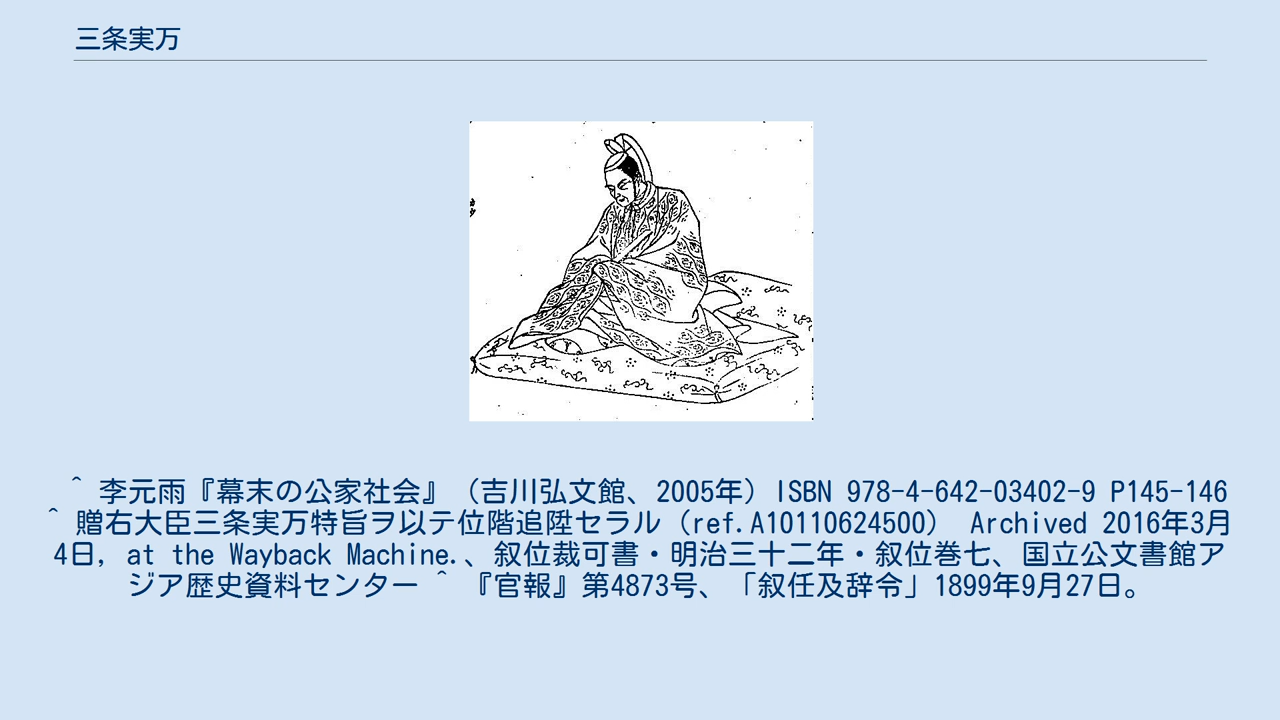 三条実万
^ 李元雨『幕末の公家社会』（吉川弘文館、2005年）ISBN 978-4-642-03402-9 P145-146
^ 贈右大臣三条実万特旨ヲ以テ位階追陞セラル（ref.A10110624500） Archived 2016年3月
4日, at the Wayback Machine.、叙位裁可書・明治三十二年・叙位巻七、国立公文書館ア
ジア歴史資料センター ^ 『官報』第4873号、「叙任及辞令」1899年9月27日。